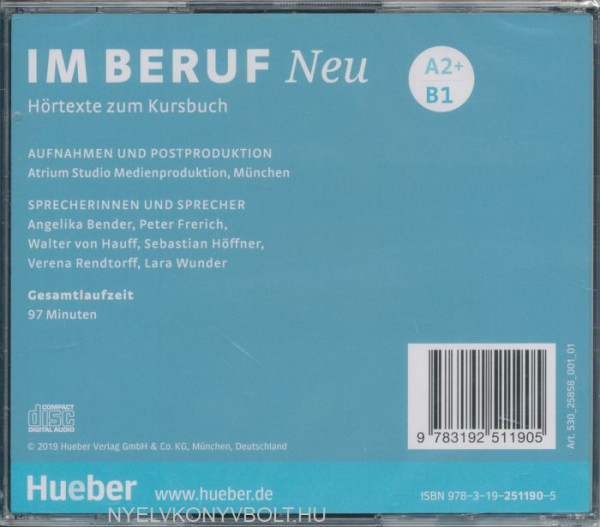 IM BERUF Neu
A2+
B1
Hörtexte zum Kursbuch
AUFNAHMEN UND POSTPRODUKTION
Atrium Studio Medienproduktion, München
SPRECHERINNEN UND SPRECHER
Angelika Bender, Peter Frerich,
Walter von Hauff, Sebastian Höffner,
Verena Rendtorff, Lara Wunder
Gesamtlaufzeit
97 Minuten
Art. 530_25858_001_01
COMPACT
disc
DIGITAL AUDIO
9 783192 511905
© 2019 Hueber Verlag GmbH & Co. KG, München, Deutschland
Hueber
www.hueber.de
ISBN 978-3-19-251190-5
NYELVKONYVBOLT.HU